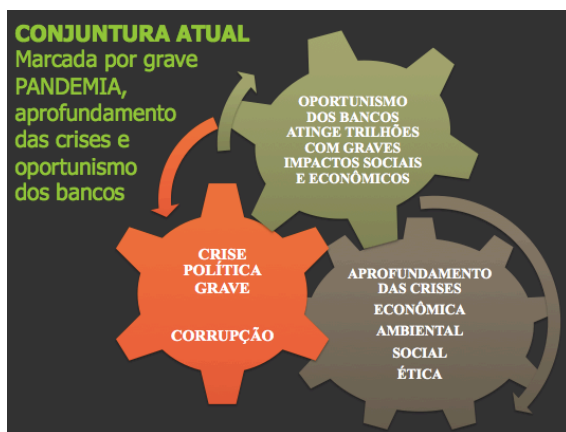 CONJUNTURA ATUAL
Marcada por grave
PANDEMIA,
aprofundamento
das crises e
oportunismo
dos bancos
OPORTUNISMO
DOS BANCOS
ATINGE TRILHÕES
COM GRAVES
IMPACTOS SOCIAIS
E ECONÔMICOS
CRISE
POLÍTICA
GRAVE
CORRUPÇÃO
APROFUNDAMENTO
DAS CRISES
ECONÔMICA
AMBIENTAL
SOCIAL
ÉTICA